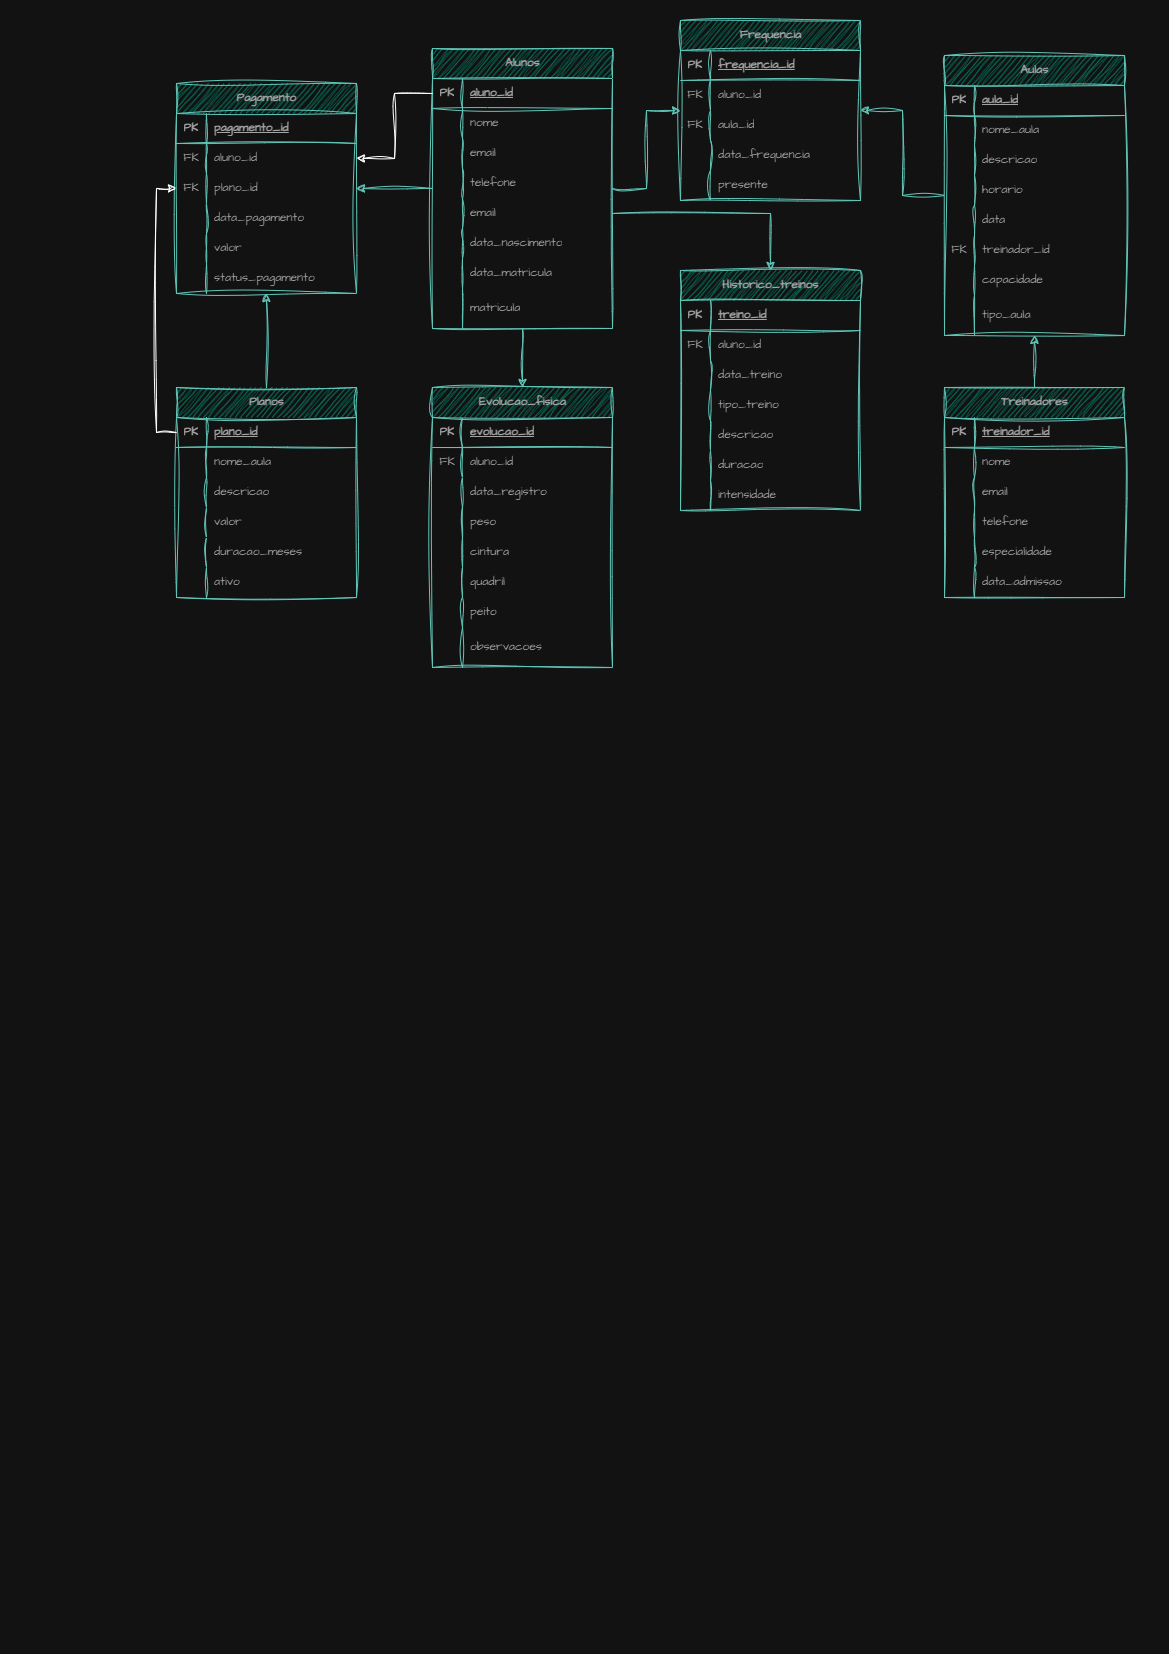 Pagamento
PK pagamento_id
FK aluno_id
FK plano_id
data_pagamento
valor
status_pagamento
Alunos
PK aluno_id
nome
email
telefone
email
data_nascimento
data_matricula
matricula
Frequencia
PK frequencia_id
FK aluno_id
FK aula_id
data_frequencia
presente
Aulas
PK aula_id
nome_aula
descricao
horario
data
FK treinador_id
capacidade
tipo_aula
Historico_treinos
PK treino_id
FK aluno_id
data_treino
tipo_treino
descricao
duracao
intensidade
Planos
PK plano_id
nome_aula
descricao
valor
duracao_meses
ativo
Evolucao_fisica
PK evolucao_id
FK aluno_id
data_registro
peso
cintura
quadril
peito
observacoes
Treinadores
PK treinador_id
nome
email
telefone
especialidade
data_admissao